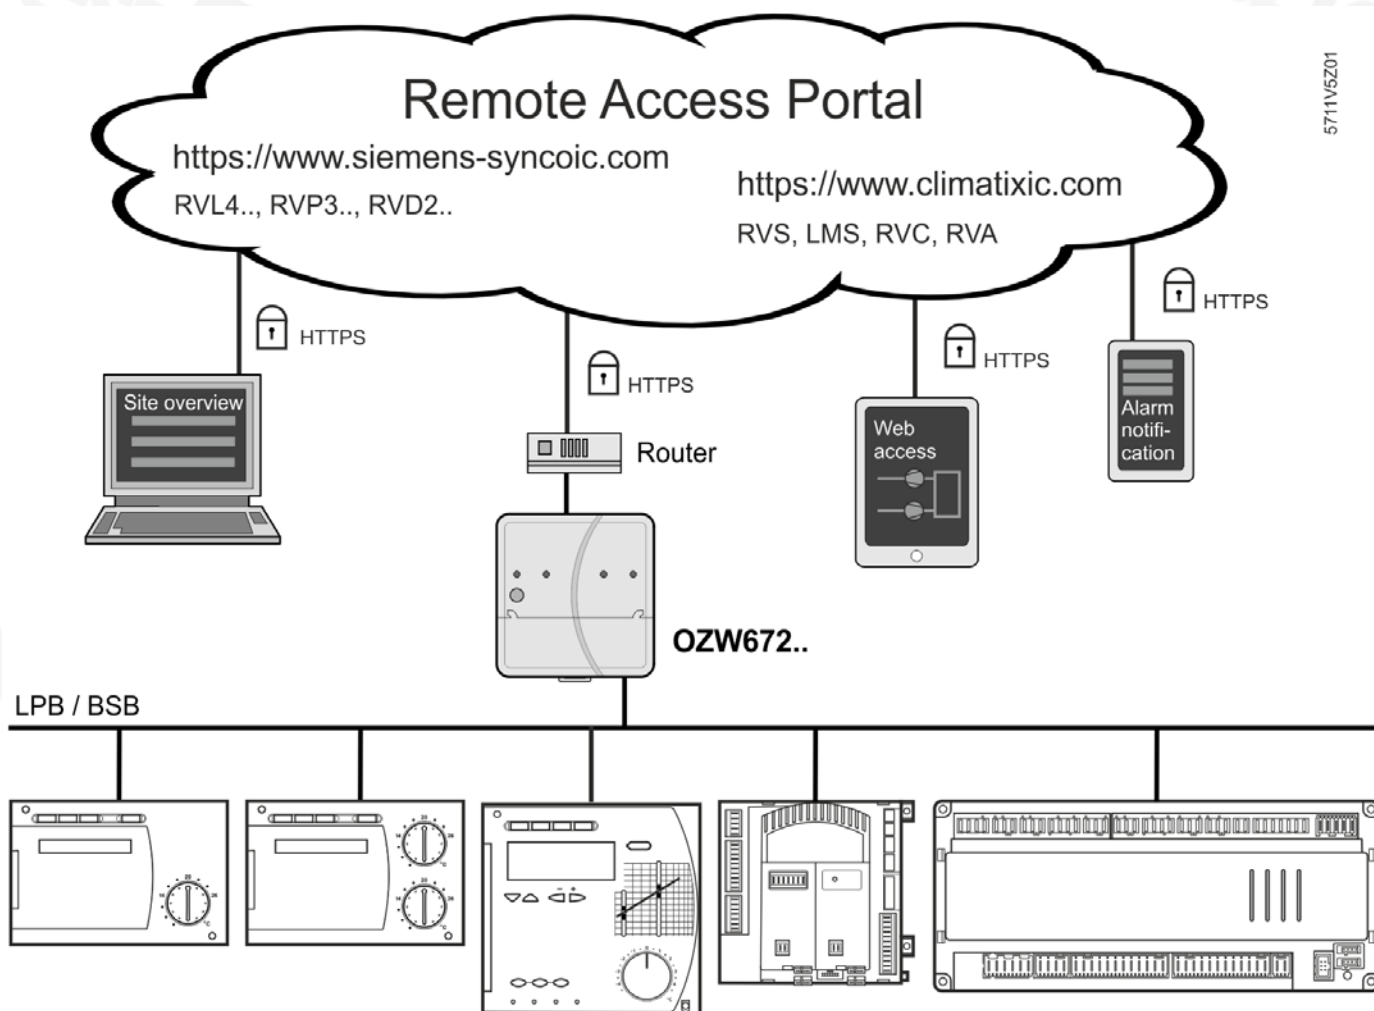 Remote Access Portal
https://www.siemens-syncoic.com
RVL4.., RVP3.., RVD2..
https://www.climatixic.com
RVS, LMS, RVC, RVA
5711V5Z01
HTTPS
HTTPS
HTTPS
HTTPS
Site overview
Router
Web
access
Alarm
notifi-
cation
OZW672..
LPB / BSB